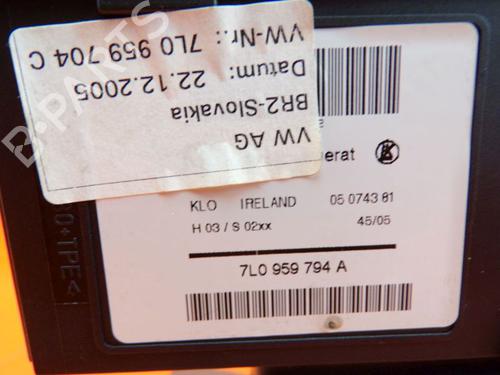 VW AG
BR2-Slovakia
Datum: 22.12.2005
VW-Nr.: 7L0 959 704 C
erat
KLO IRELAND 05 0743 81
H 03 / S 02xx 45/05
7L0 959 794 A
0+TPE<
B-PARTS